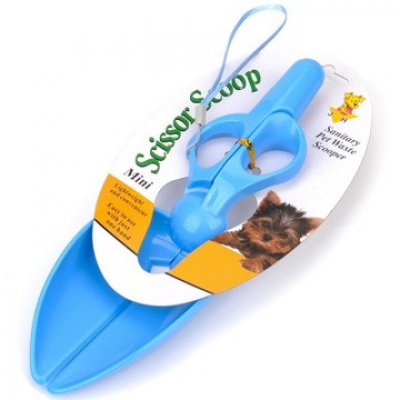 Mini
Scissor Scoop
Lightweight
and convenient
Easy to use
with just
one hand
Sanitary
Pet Waste
Scooper